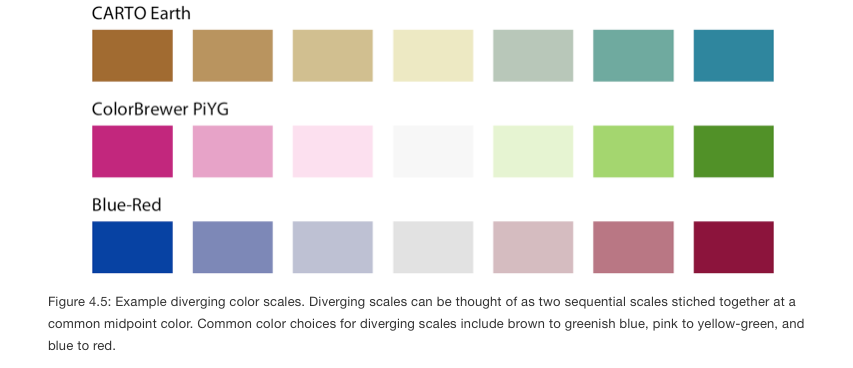 CARTO Earth
ColorBrewer PiYG
Blue-Red
Figure 4.5: Example diverging color scales. Diverging scales can be thought of as two sequential scales stiched together at a
common midpoint color. Common color choices for diverging scales include brown to greenish blue, pink to yellow-green, and
blue to red.